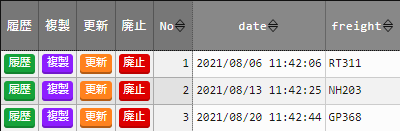 履歴 複製 更新 廃止 No date freight
履歴 複製 更新 廃止 1 2021/08/06 11:42:06 RT311
履歴 複製 更新 廃止 2 2021/08/13 11:42:25 NH203
履歴 複製 更新 廃止 3 2021/08/20 11:42:44 GP368